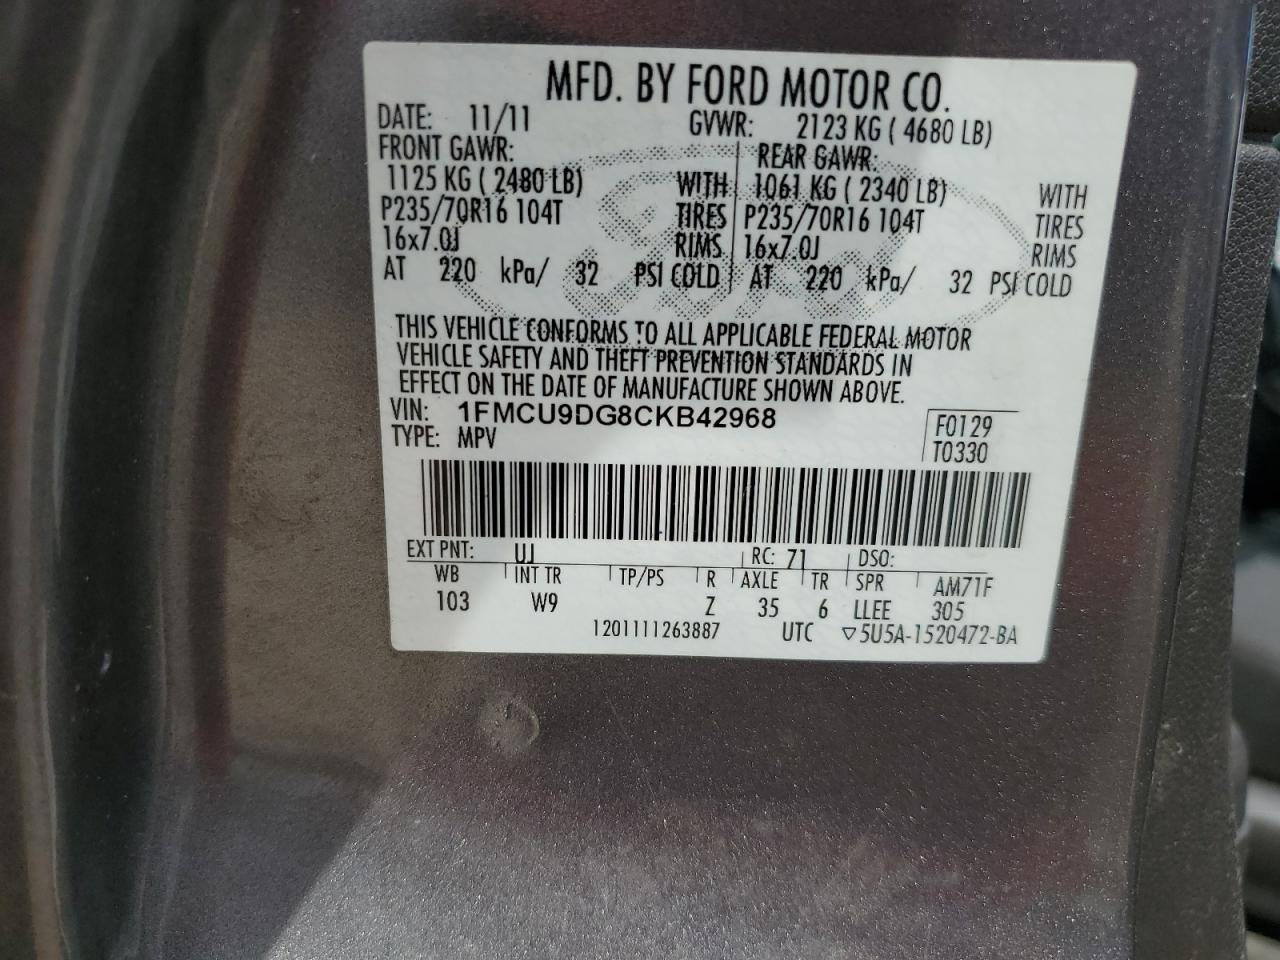 MFD. BY FORD MOTOR CO.
DATE: 11/11 GVWR: 2123 KG ( 4680 LB)
FRONT GAWR: REAR GAWR:
1125 KG ( 2480 LB) WITH 1061 KG ( 2340 LB) WITH
P235/70R16 104T TIRES P235/70R16 104T TIRES
16x7.0J RIMS 16x7.0J RIMS
AT 220 kPa/ 32 PSI COLD AT 220 kPa/ 32 PSI COLD
THIS VEHICLE CONFORMS TO ALL APPLICABLE FEDERAL MOTOR
VEHICLE SAFETY AND THEFT PREVENTION STANDARDS IN
EFFECT ON THE DATE OF MANUFACTURE SHOWN ABOVE.
VIN: 1FMCU9DG8CKB42968 F0129
TYPE: MPV T0330
EXT PNT: UJ RC: 71 DSO:
WB INT TR TP/PS R AXLE TR SPR AM71F
103 W9 Z 35 6 LLEE 305
1201111263887 UTC ▽5U5A-1520472-BA